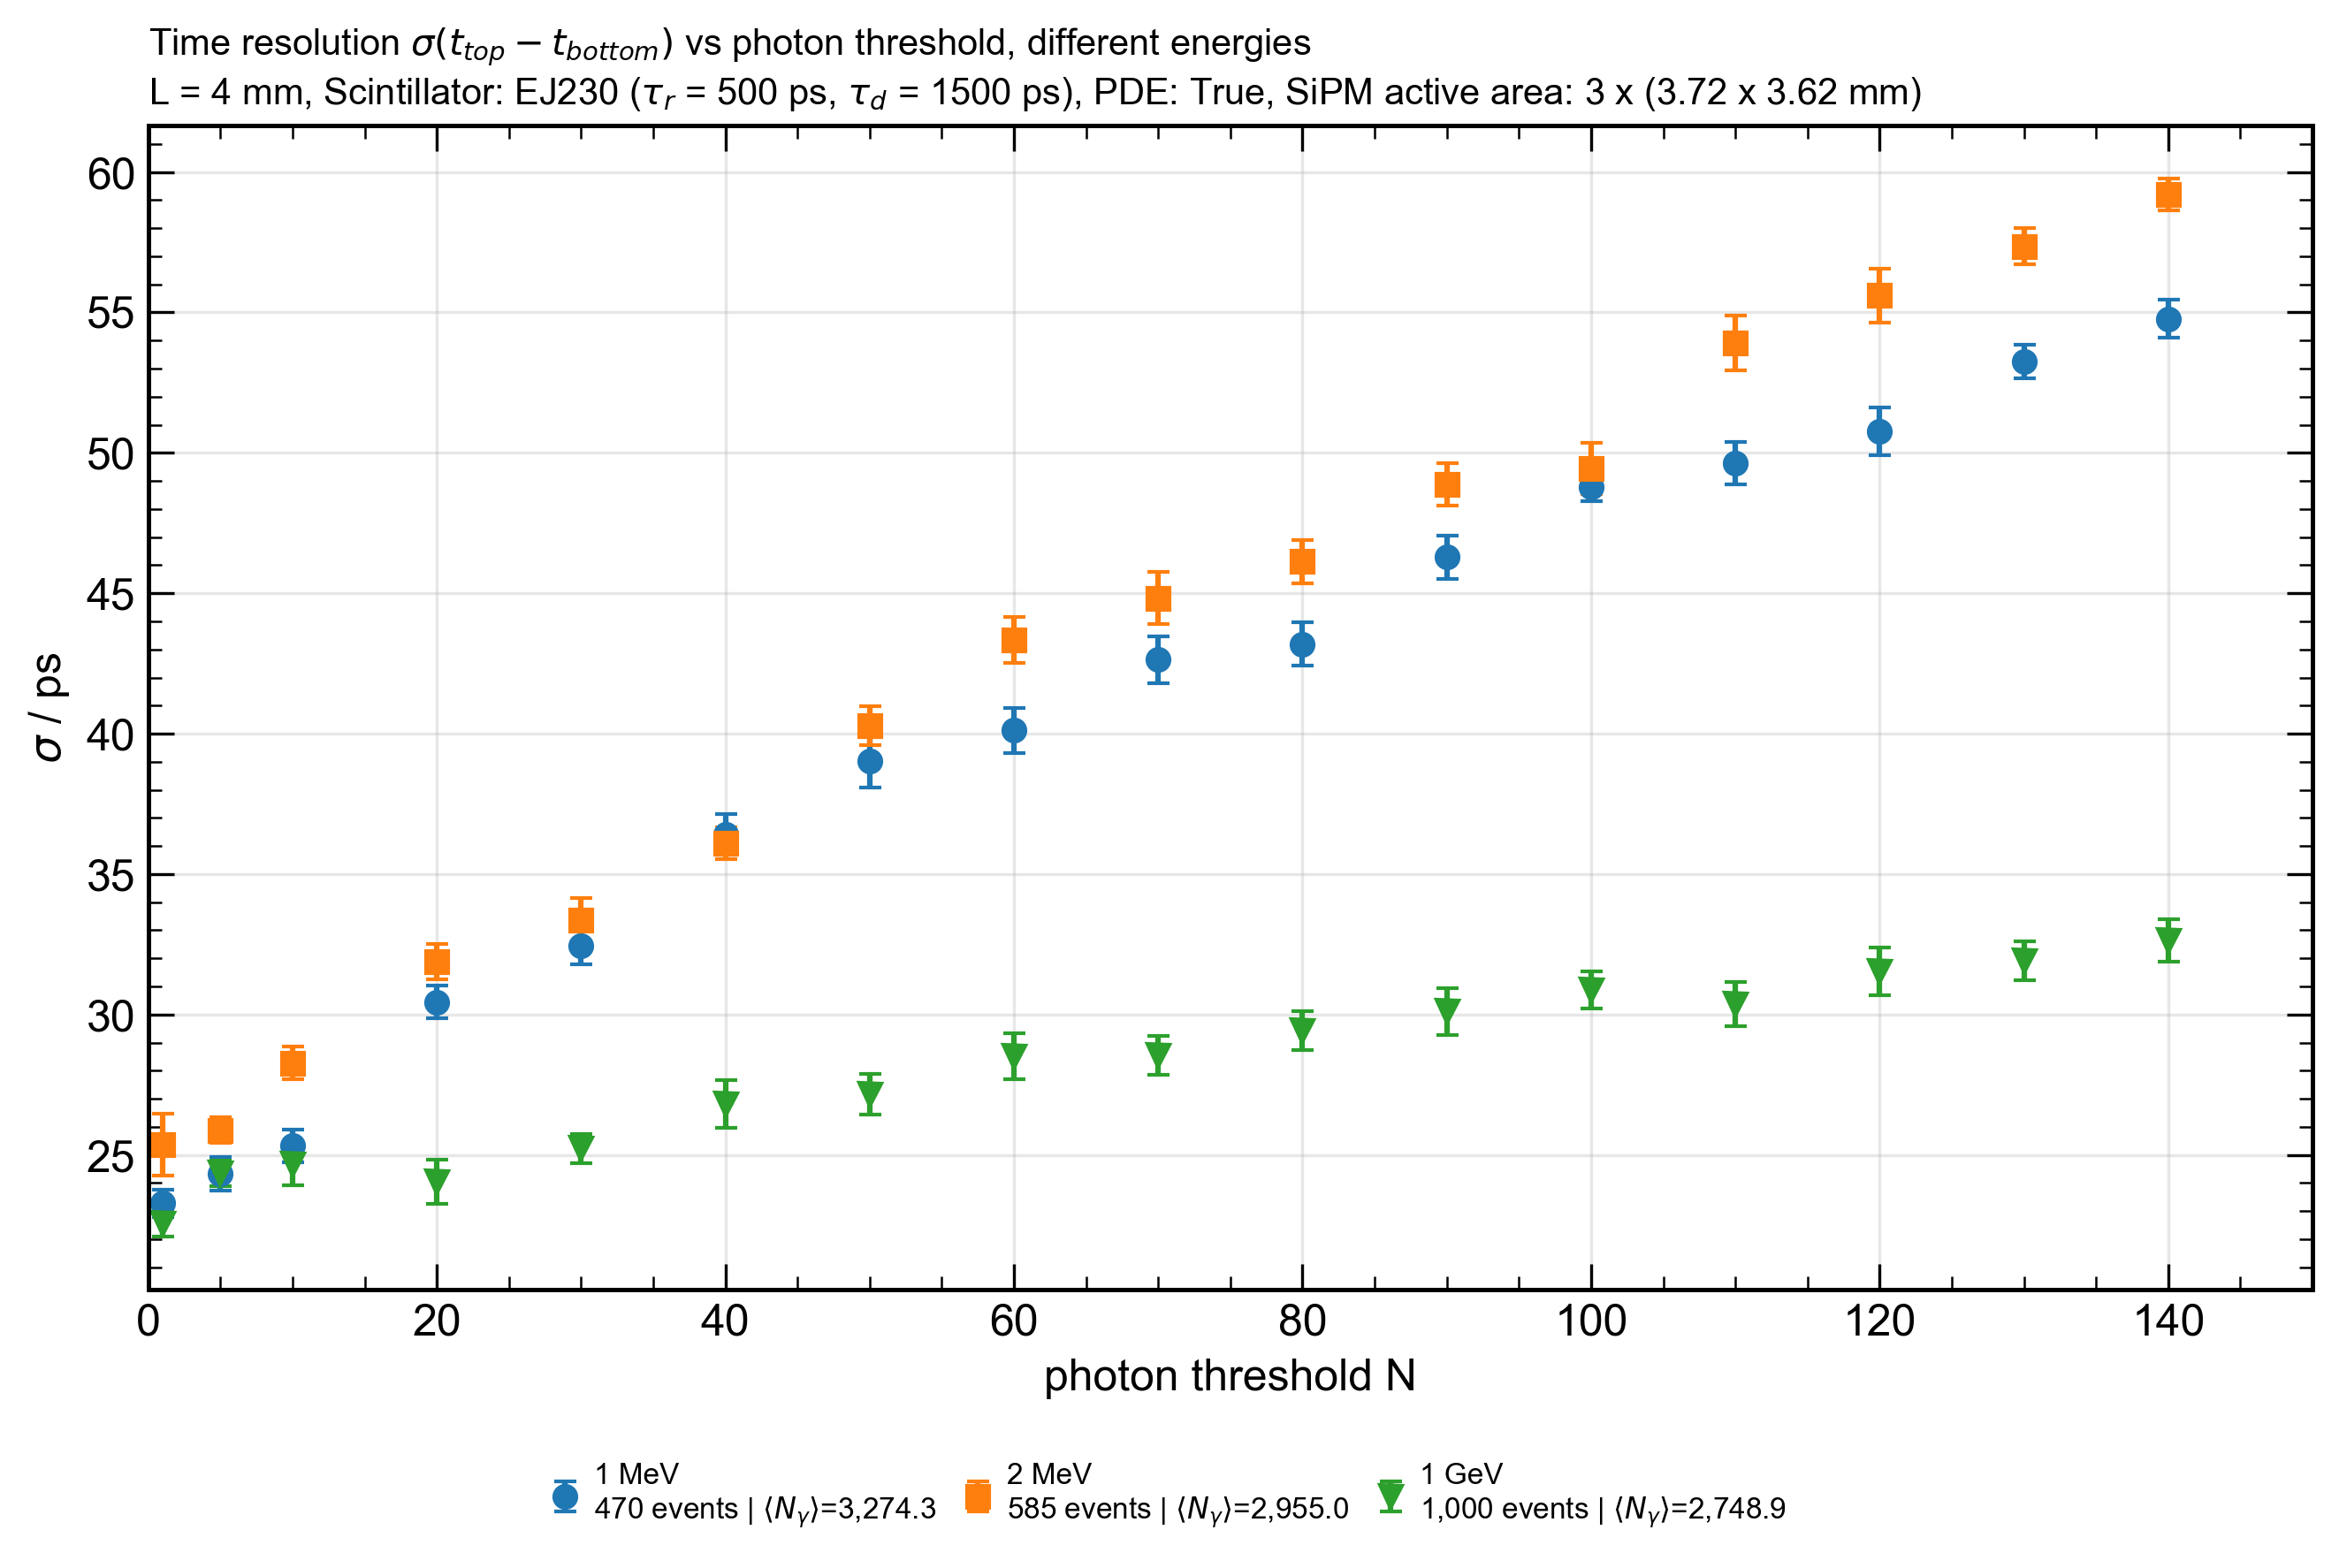 Time resolution σ(t_top − t_bottom) vs photon threshold, different energies
L = 4 mm, Scintillator: EJ230 (τ_r = 500 ps, τ_d = 1500 ps), PDE: True, SiPM active area: 3 x (3.72 x 3.62 mm)
60
55
50
45
40
35
30
25
σ / ps
0 20 40 60 80 100 120 140
photon threshold N
1 MeV
470 events | ⟨N_γ⟩=3,274.3
2 MeV
585 events | ⟨N_γ⟩=2,955.0
1 GeV
1,000 events | ⟨N_γ⟩=2,748.9